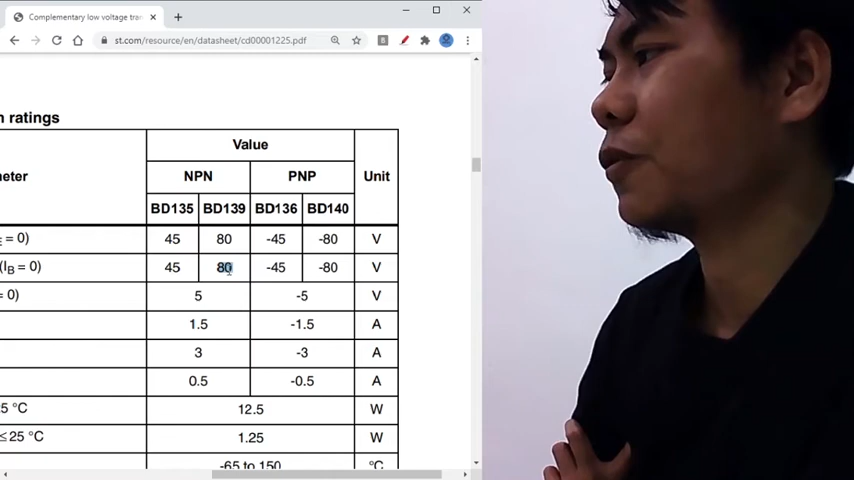 Complementary low voltage tran
st.com/resource/en/datasheet/cd00001225.pdf
n ratings
meter Value Unit
NPN PNP
BD135 BD139 BD136 BD140
E = 0) 45 80 -45 -80 V
(IB = 0) 45 80 -45 -80 V
= 0) 5 -5 V
1.5 -1.5 A
3 -3 A
0.5 -0.5 A
5 °C 12.5 W
≤ 25 °C 1.25 W
-65 to 150 °C